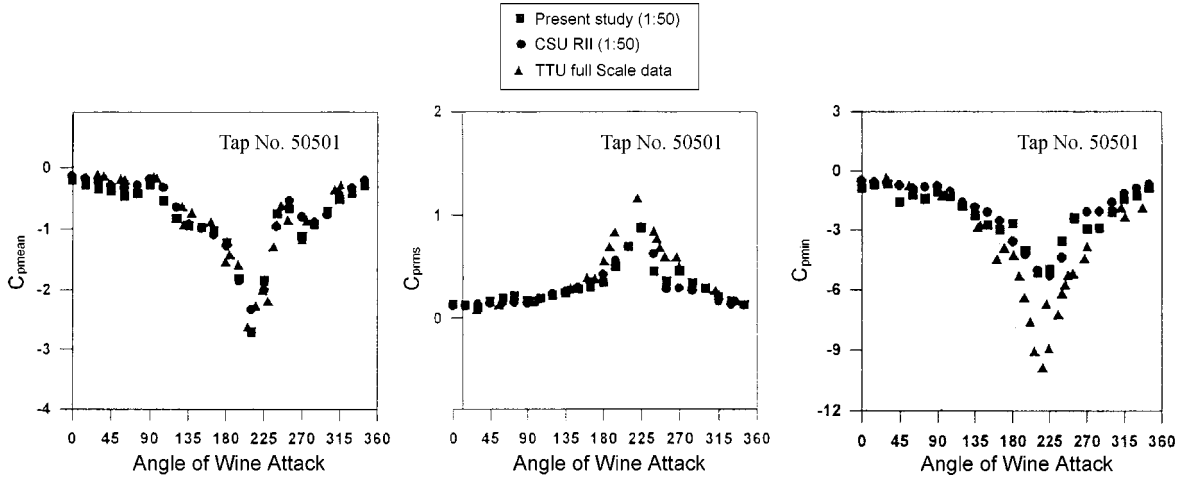 Present study (1:50)
CSU RII (1:50)
TTU full Scale data
Tap No. 50501
0
-1
-2
-3
-4
Cpmean
0 45 90 135 180 225 270 315 360
Angle of Wine Attack
Tap No. 50501
2
1
0
Cprms
0 45 90 135 180 225 270 315 360
Angle of Wine Attack
Tap No. 50501
3
0
-3
-6
-9
-12
Cpmin
0 45 90 135 180 225 270 315 360
Angle of Wine Attack